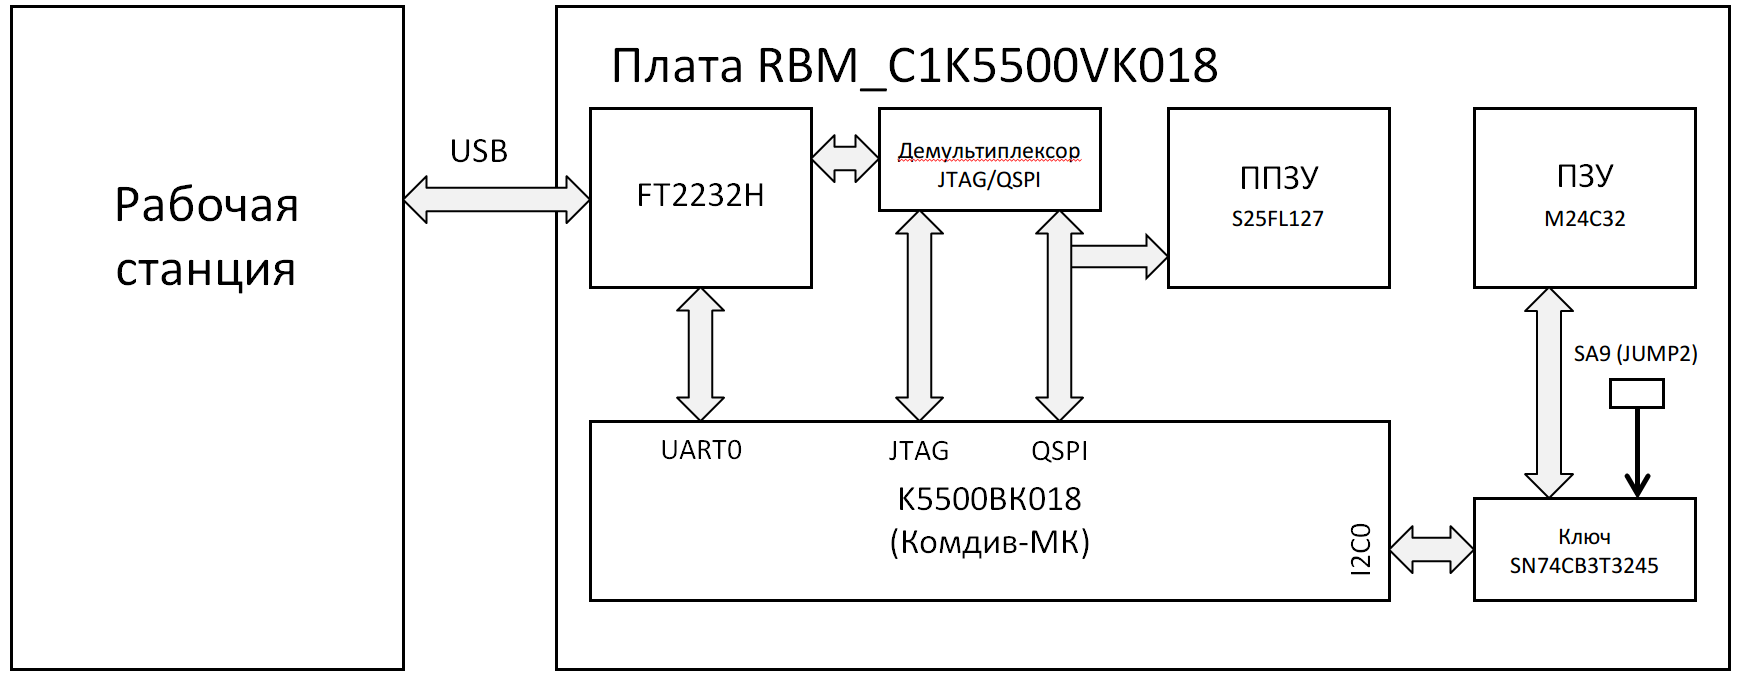 Плата RBM_C1K5500VK018
Рабочая
станция
USB
FT2232H
Демультиплексор
JTAG/QSPI
ППЗУ
S25FL127
ПЗУ
M24C32
SA9 (JUMP2)
UART0
JTAG
QSPI
К5500ВК018
(Комдив-МК)
I2C0
Ключ
SN74CB3T3245